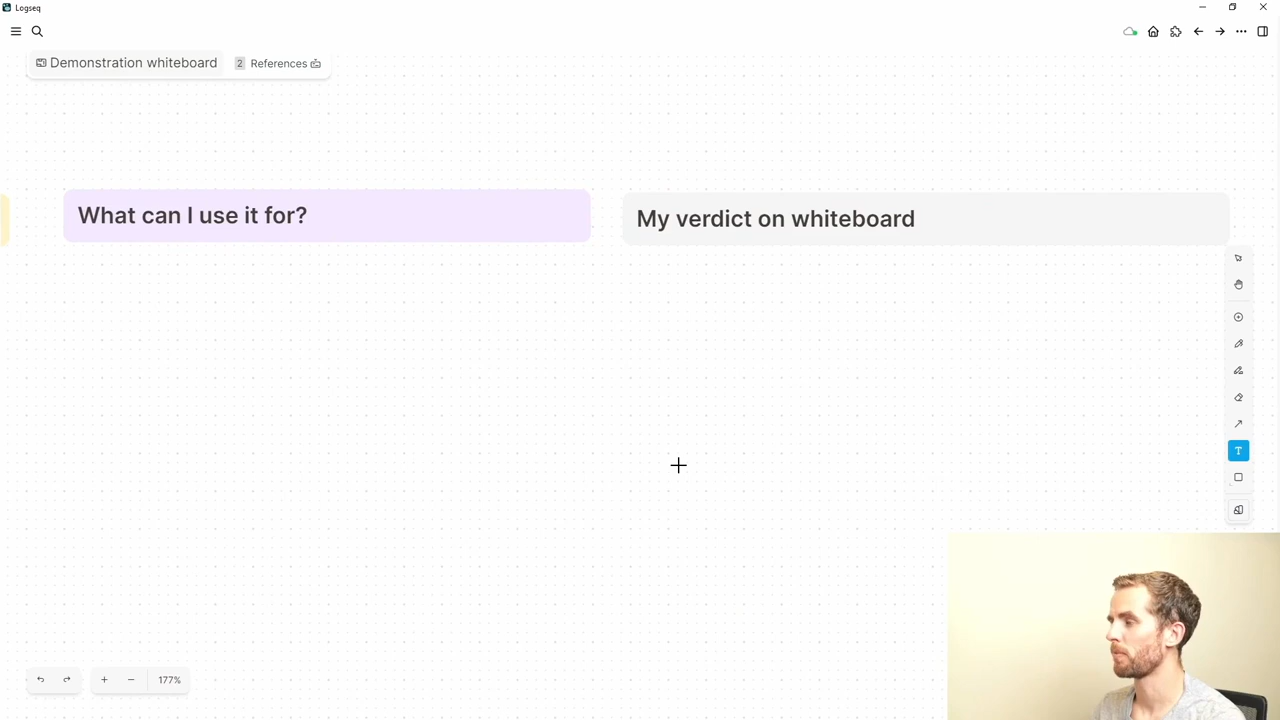 Logseq
Demonstration whiteboard
2 References
What can I use it for?
My verdict on whiteboard
T
177%